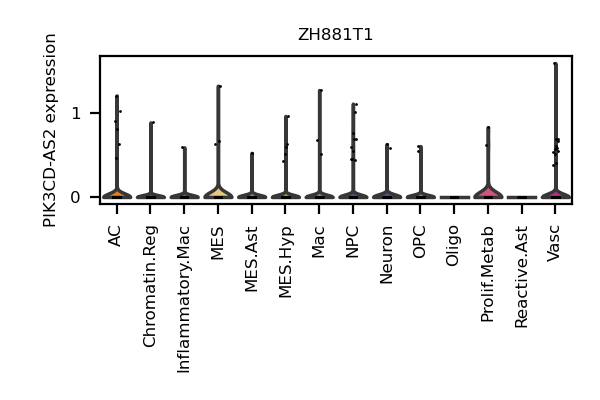 ZH881T1
PIK3CD-AS2 expression
1
0
AC
Chromatin.Reg
Inflammatory.Mac
MES
MES.Ast
MES.Hyp
Mac
NPC
Neuron
OPC
Oligo
Prolif.Metab
Reactive.Ast
Vasc